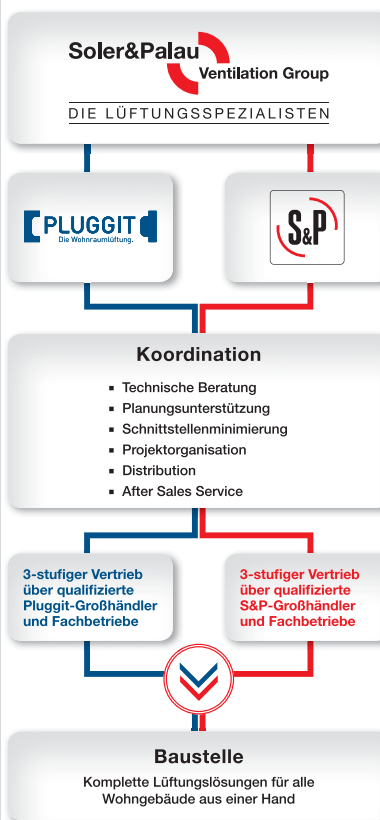 Soler&Palau
Ventilation Group
DIE LÜFTUNGSSPEZIALISTEN
PLUGGIT
Die Wohnraumlüftung.
S&P
Koordination
▪ Technische Beratung
▪ Planungsunterstützung
▪ Schnittstellenminimierung
▪ Projektorganisation
▪ Distribution
▪ After Sales Service
3-stufiger Vertrieb
über qualifizierte
Pluggit-Großhändler
und Fachbetriebe
3-stufiger Vertrieb
über qualifizierte
S&P-Großhändler
und Fachbetriebe
Baustelle
Komplette Lüftungslösungen für alle
Wohngebäude aus einer Hand